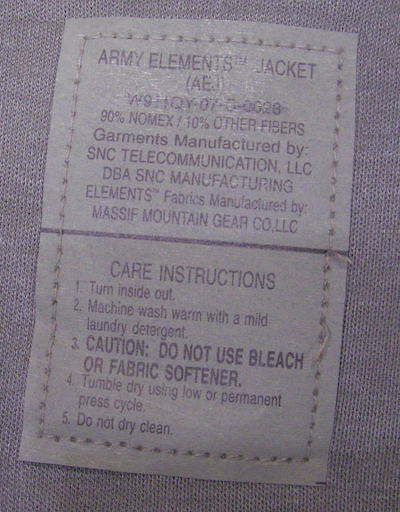 ARMY ELEMENTS™ JACKET
(AEJ)
W911QY-07-C-0028
90% NOMEX / 10% OTHER FIBERS
Garments Manufactured by:
SNC TELECOMMUNICATION, LLC
DBA SNC MANUFACTURING
ELEMENTS™ Fabrics Manufactured by:
MASSIF MOUNTAIN GEAR CO.LLC
CARE INSTRUCTIONS
1. Turn inside out.
2. Machine wash warm with a mild
laundry detergent.
3. CAUTION: DO NOT USE BLEACH
OR FABRIC SOFTENER.
4. Tumble dry using low or permanent
press cycle.
5. Do not dry clean.